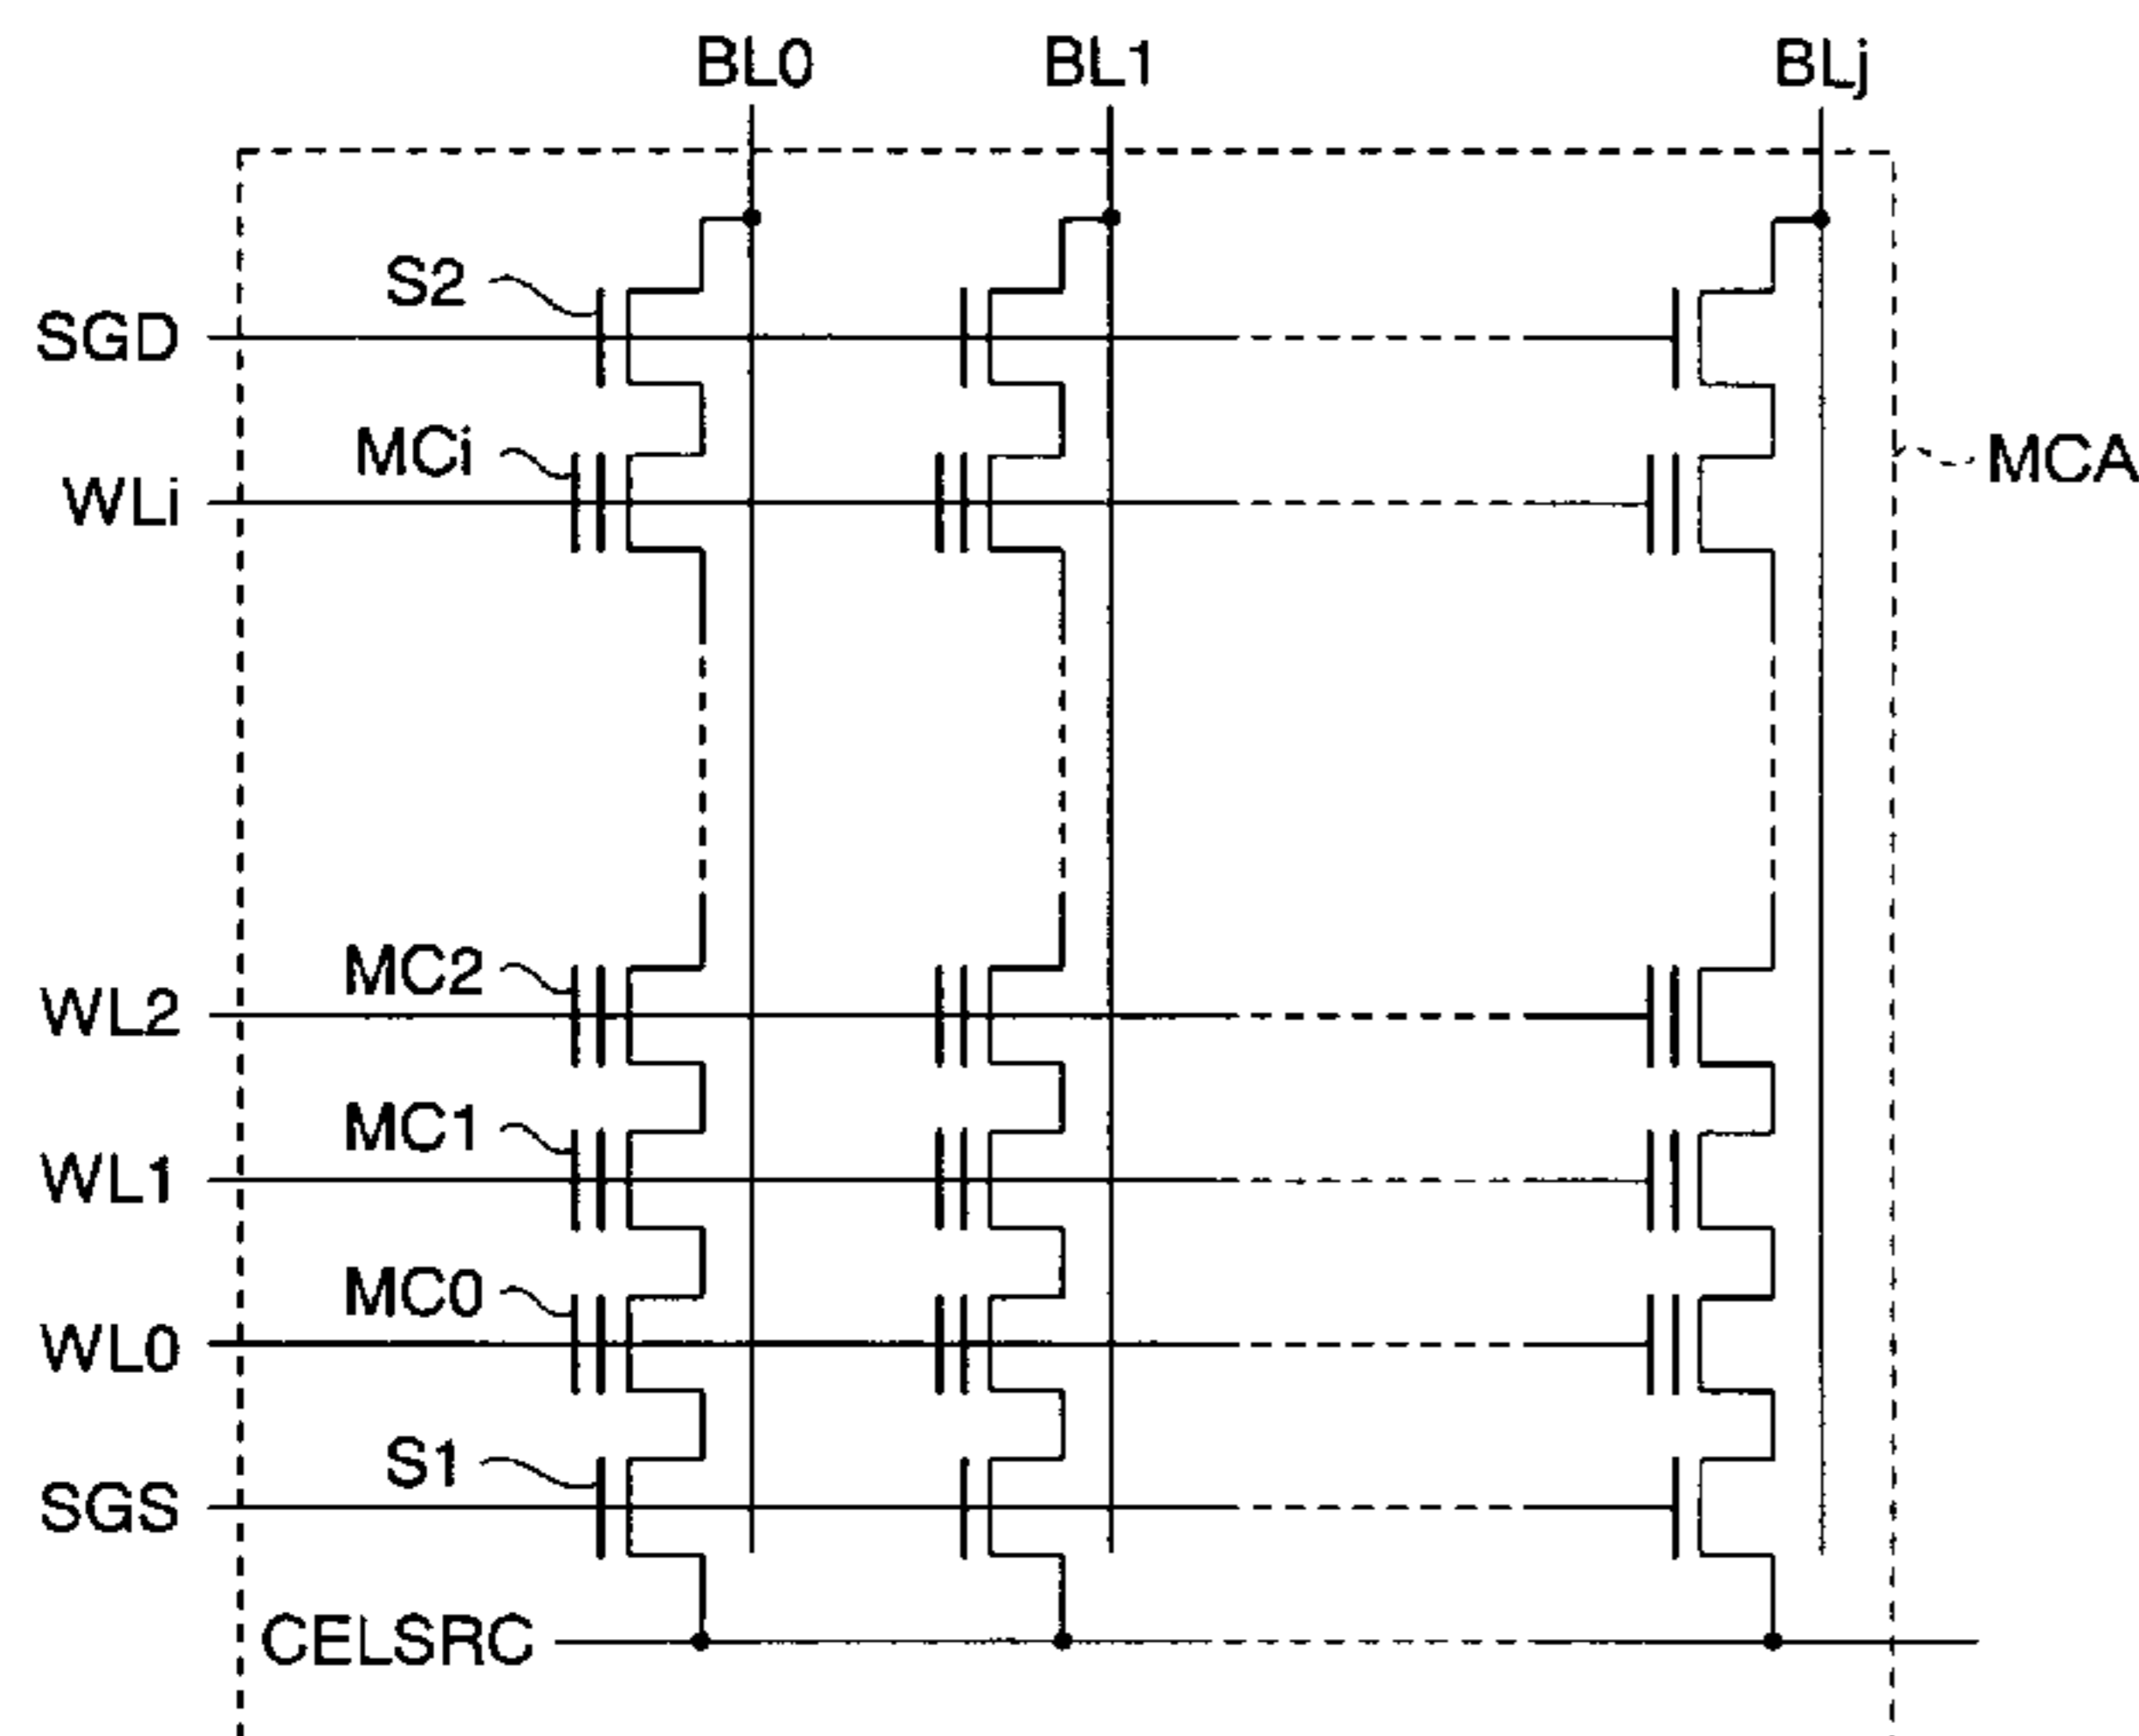 BL0 BL1 BLj
S2
SGD
MCi
MCA
WLi
MC2
WL2
MC1
WL1
MC0
WL0
S1
SGS
CELSRC